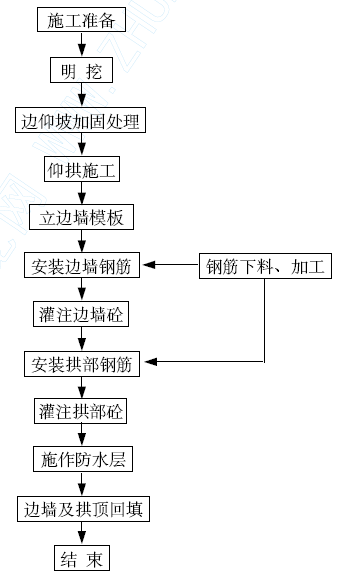 施工准备
明 挖
边仰坡加固处理
仰拱施工
立边墙模板
安装边墙钢筋
钢筋下料、加工
灌注边墙砼
安装拱部钢筋
灌注拱部砼
施作防水层
边墙及拱顶回填
结 束